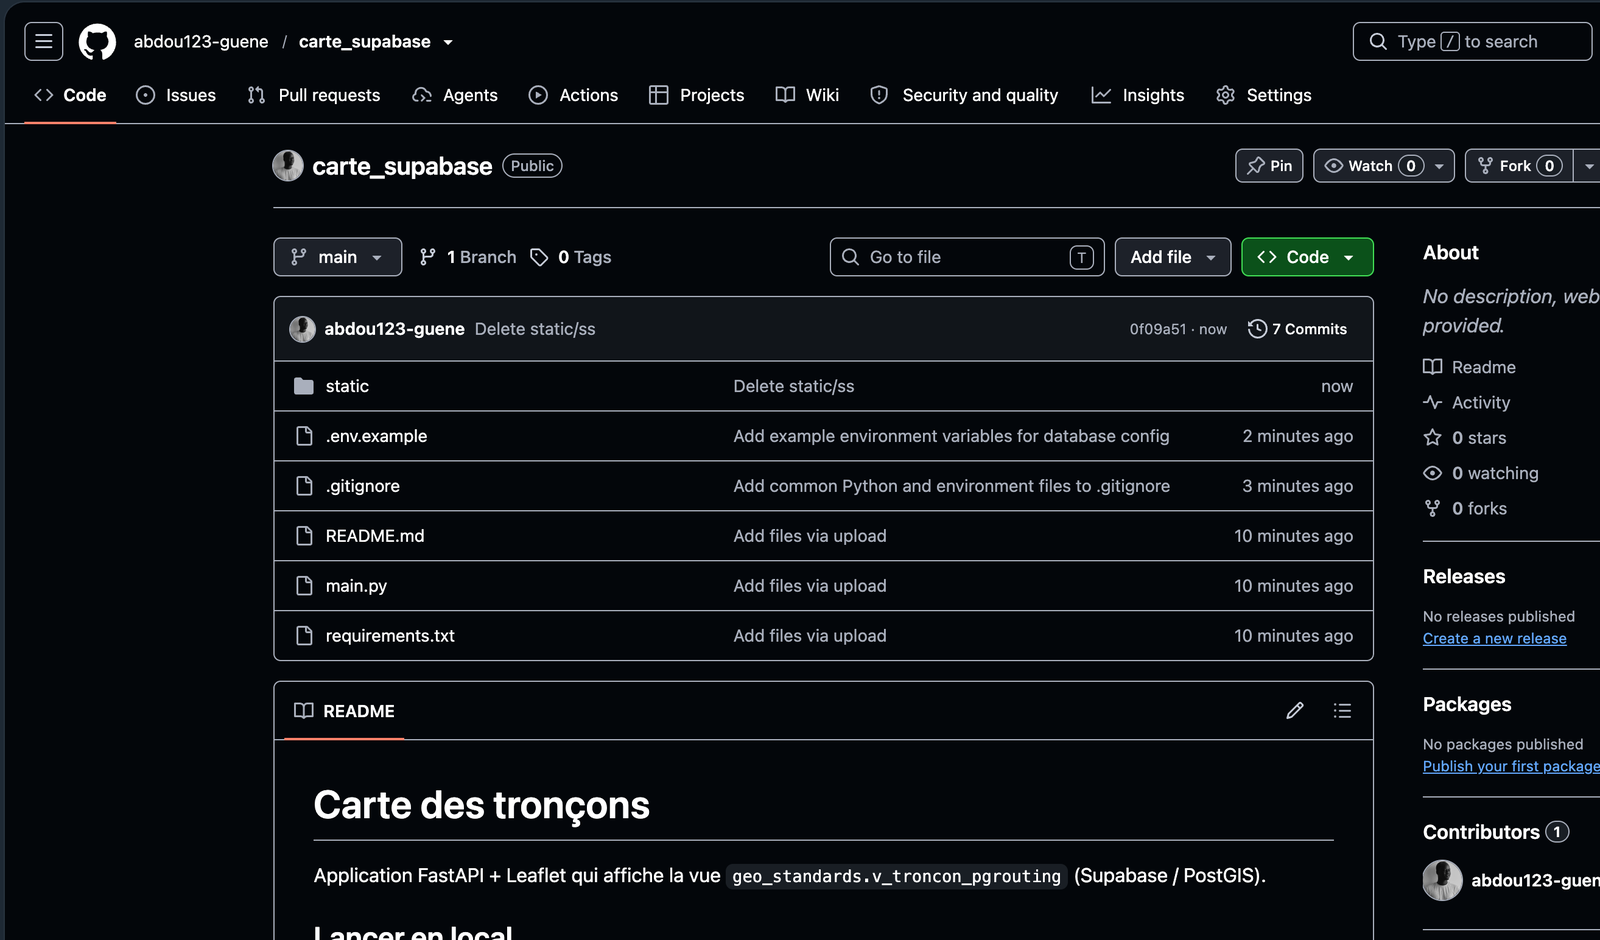 abdou123-guene / carte_supabase
Type / to search
Code Issues Pull requests Agents Actions Projects Wiki Security and quality Insights Settings
carte_supabase Public
Pin Watch 0 Fork 0
main 1 Branch 0 Tags
Go to file T Add file Code
abdou123-guene Delete static/ss 0f09a51 · now 7 Commits
static Delete static/ss now
.env.example Add example environment variables for database config 2 minutes ago
.gitignore Add common Python and environment files to .gitignore 3 minutes ago
README.md Add files via upload 10 minutes ago
main.py Add files via upload 10 minutes ago
requirements.txt Add files via upload 10 minutes ago
README
Carte des tronçons
Application FastAPI + Leaflet qui affiche la vue geo_standards.v_troncon_pgrouting (Supabase / PostGIS).
Lancer en local
About
No description, web
provided.
Readme
Activity
0 stars
0 watching
0 forks
Releases
No releases published
Create a new release
Packages
No packages published
Publish your first package
Contributors 1
abdou123-guen